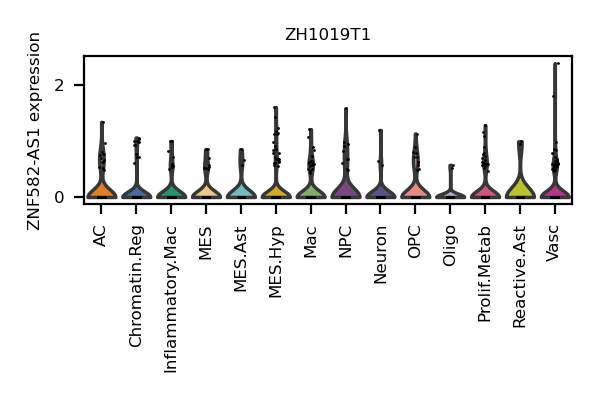 ZH1019T1
ZNF582-AS1 expression
2
0
AC
Chromatin.Reg
Inflammatory.Mac
MES
MES.Ast
MES.Hyp
Mac
NPC
Neuron
OPC
Oligo
Prolif.Metab
Reactive.Ast
Vasc